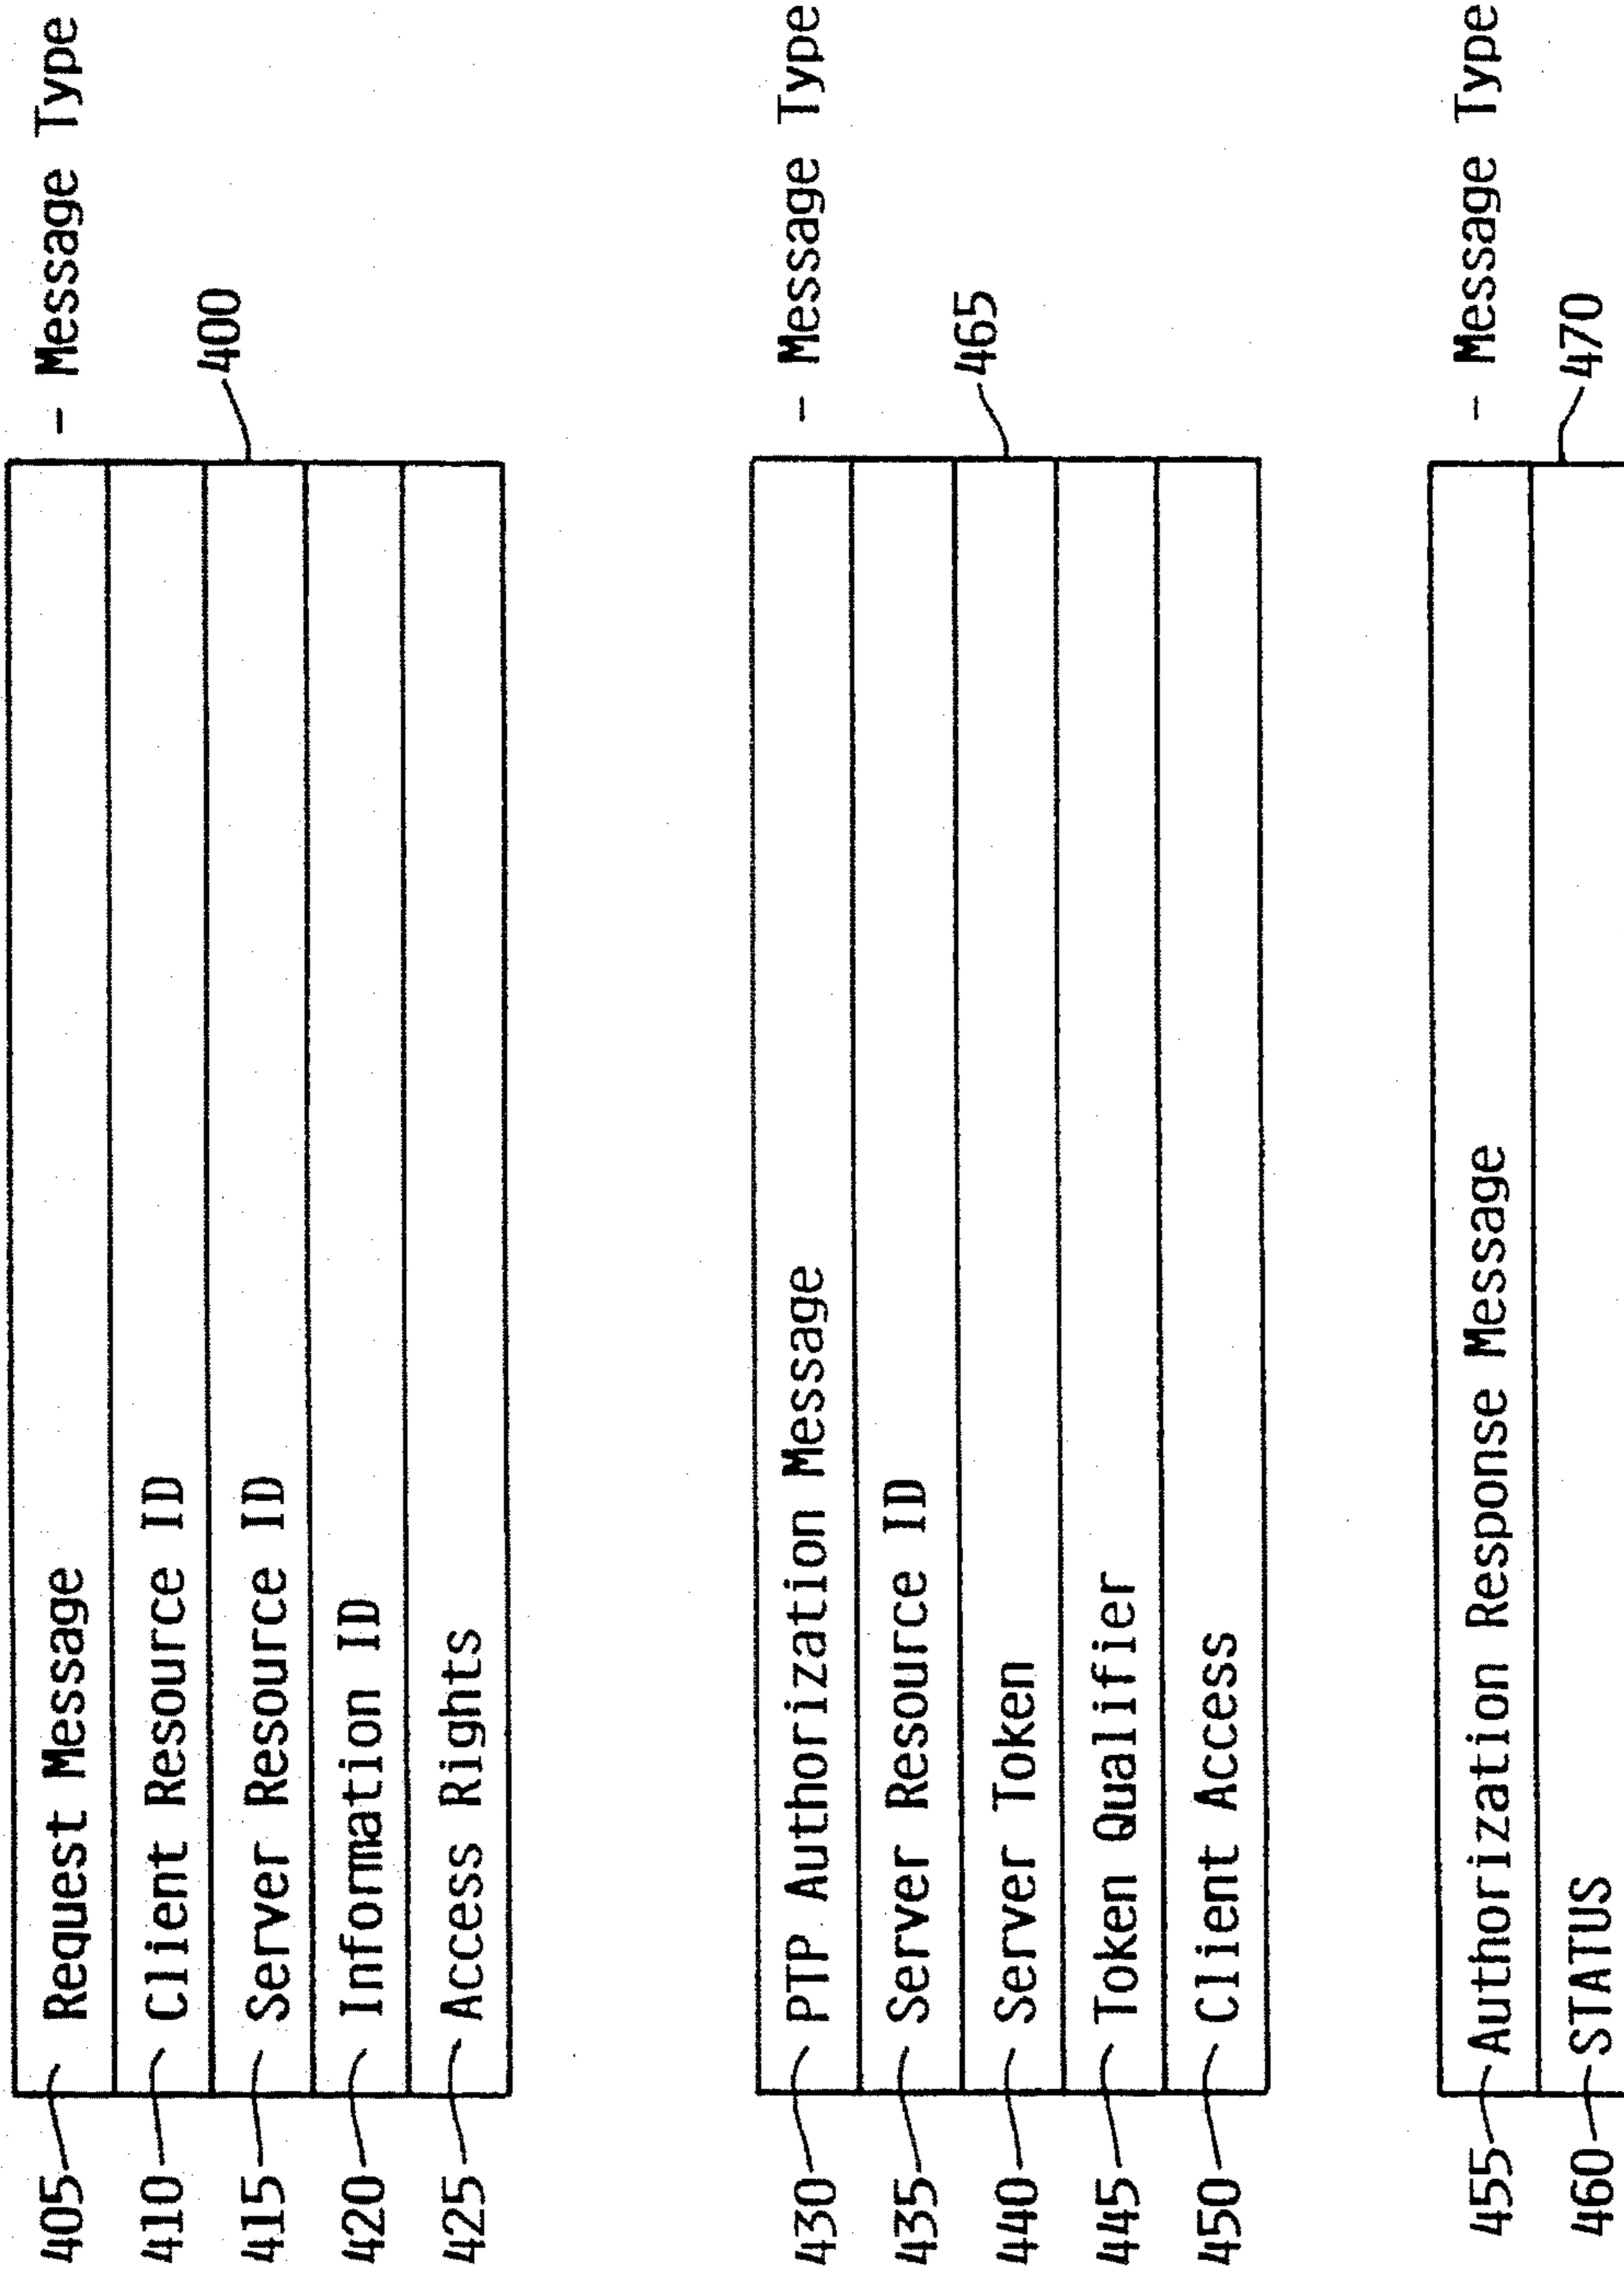 405 Request Message - Message Type
410 Client Resource ID
415 Server Resource ID 400
420 Information ID
425 Access Rights
430 PTP Authorization Message - Message Type
435 Server Resource ID
440 Server Token 465
445 Token Qualifier
450 Client Access
455 Authorization Response Message - Message Type
460 STATUS 470